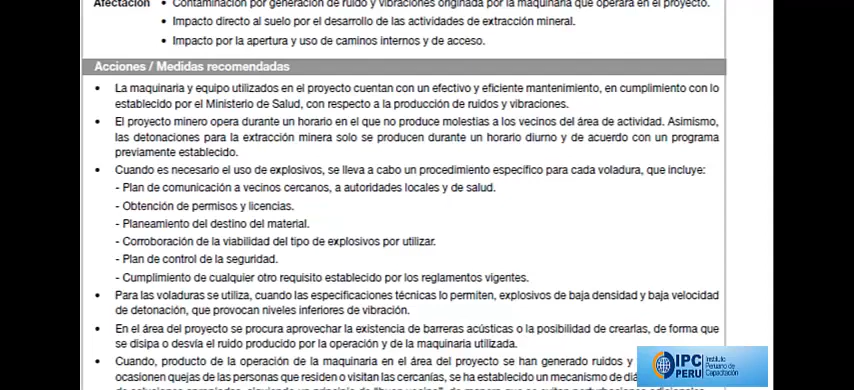 Afectación • Contaminación por generación de ruido y vibraciones originada por la maquinaria que operará en el proyecto.
• Impacto directo al suelo por el desarrollo de las actividades de extracción mineral.
• Impacto por la apertura y uso de caminos internos y de acceso.
Acciones / Medidas recomendadas
• La maquinaria y equipo utilizados en el proyecto cuentan con un efectivo y eficiente mantenimiento, en cumplimiento con lo
establecido por el Ministerio de Salud, con respecto a la producción de ruidos y vibraciones.
• El proyecto minero opera durante un horario en el que no produce molestias a los vecinos del área de actividad. Asimismo,
las detonaciones para la extracción minera solo se producen durante un horario diurno y de acuerdo con un programa
previamente establecido.
• Cuando es necesario el uso de explosivos, se lleva a cabo un procedimiento específico para cada voladura, que incluye:
- Plan de comunicación a vecinos cercanos, a autoridades locales y de salud.
- Obtención de permisos y licencias.
- Planeamiento del destino del material.
- Corroboración de la viabilidad del tipo de explosivos por utilizar.
- Plan de control de la seguridad.
- Cumplimiento de cualquier otro requisito establecido por los reglamentos vigentes.
• Para las voladuras se utiliza, cuando las especificaciones técnicas lo permiten, explosivos de baja densidad y baja velocidad
de detonación, que provocan niveles inferiores de vibración.
• En el área del proyecto se procura aprovechar la existencia de barreras acústicas o la posibilidad de crearlas, de forma que
se disipa o desvía el ruido producido por la operación y de la maquinaria utilizada.
• Cuando, producto de la operación de la maquinaria en el área del proyecto se han generado ruidos y
ocasionen quejas de las personas que residen o visitan las cercanías, se ha establecido un mecanismo de
IPC PERU Instituto Peruano de Capacitación